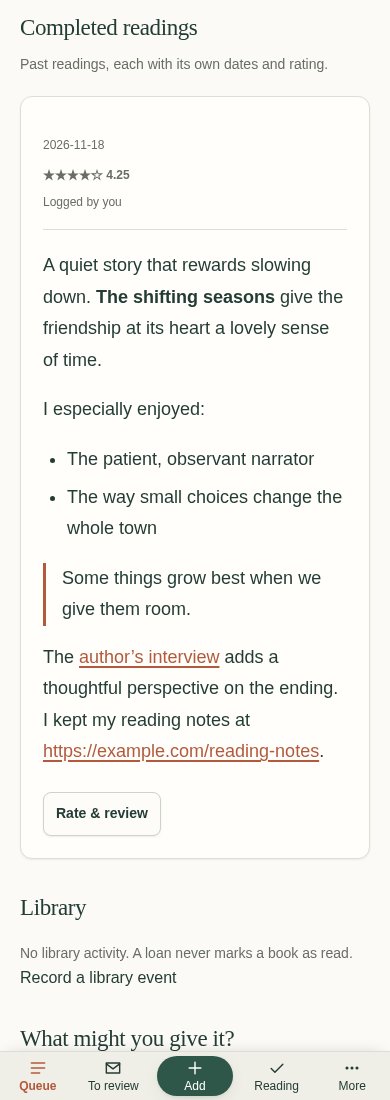 Completed readings
Past readings, each with its own dates and rating.
2026-11-18
★★★★☆ 4.25
Logged by you
A quiet story that rewards slowing
down. The shifting seasons give the
friendship at its heart a lovely sense
of time.
I especially enjoyed:
• The patient, observant narrator
• The way small choices change the
whole town
Some things grow best when we
give them room.
The author’s interview adds a
thoughtful perspective on the ending.
I kept my reading notes at
https://example.com/reading-notes.
Rate & review
Library
No library activity. A loan never marks a book as read.
Record a library event
What might you give it?
Queue
To review
Add
Reading
More